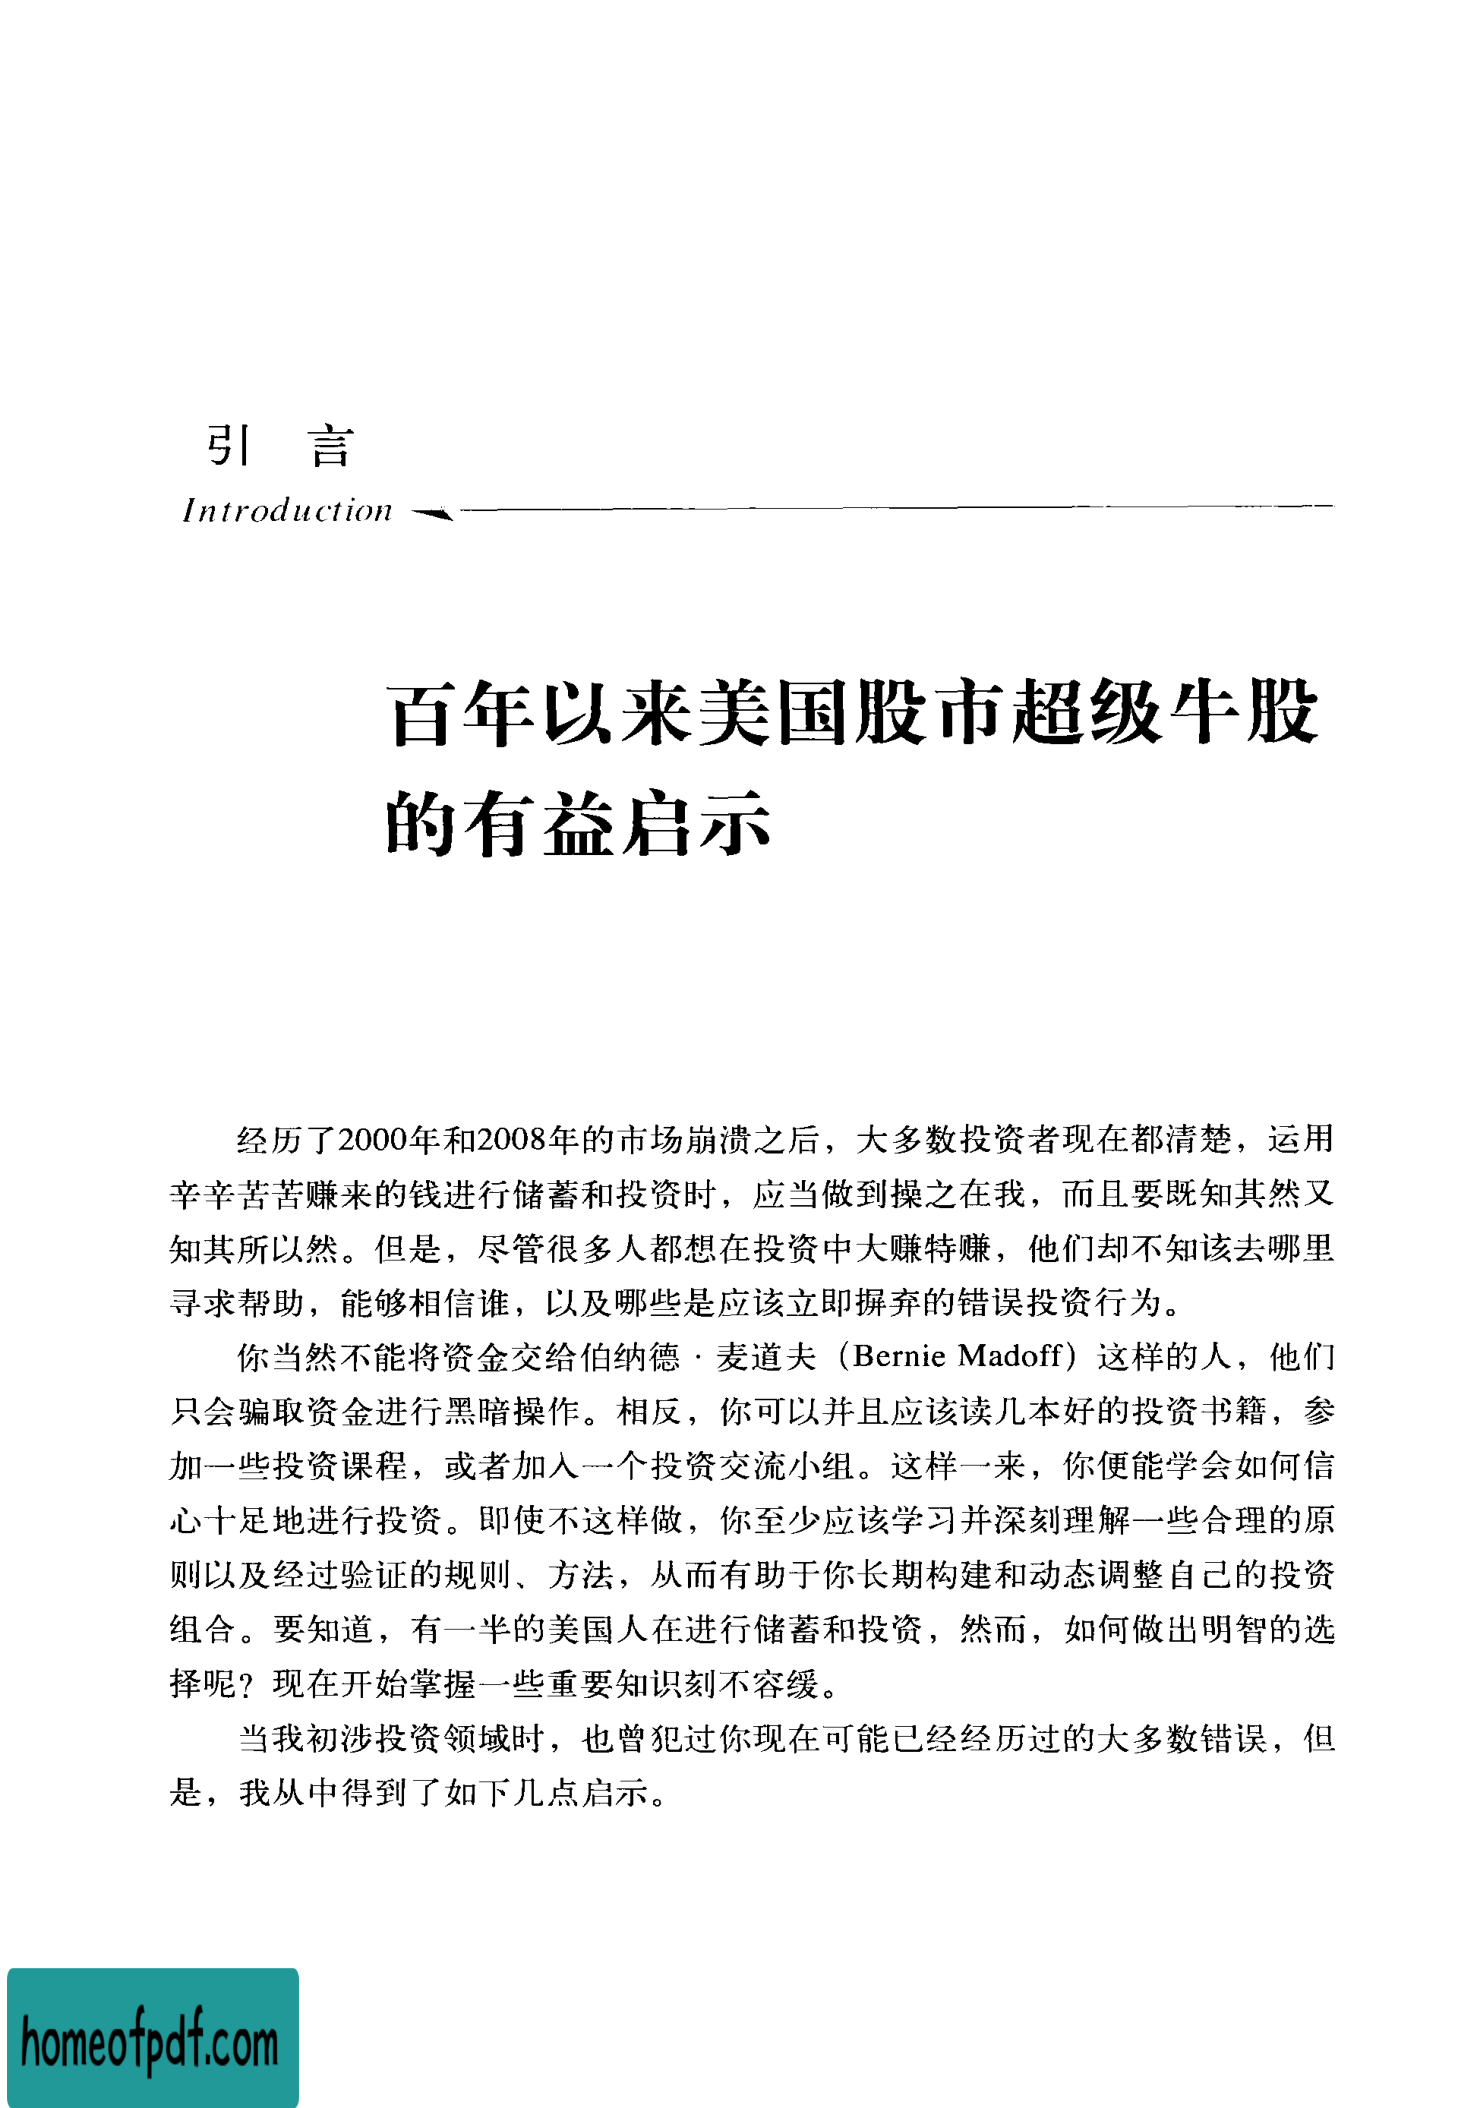 引 言
Introduction
百年以来美国股市超级牛股
的有益启示
经历了2000年和2008年的市场崩溃之后，大多数投资者现在都清楚，运用
辛辛苦苦赚来的钱进行储蓄和投资时，应当做到操之在我，而且要既知其然又
知其所以然。但是，尽管很多人都想在投资中大赚特赚，他们却不知该去哪里
寻求帮助，能够相信谁，以及哪些是应该立即摒弃的错误投资行为。
你当然不能将资金交给伯纳德·麦道夫（Bernie Madoff）这样的人，他们
只会骗取资金进行黑暗操作。相反，你可以并且应该读几本好的投资书籍，参
加一些投资课程，或者加入一个投资交流小组。这样一来，你便能学会如何信
心十足地进行投资。即使不这样做，你至少应该学习并深刻理解一些合理的原
则以及经过验证的规则、方法，从而有助于你长期构建和动态调整自己的投资
组合。要知道，有一半的美国人在进行储蓄和投资，然而，如何做出明智的选
择呢？现在开始掌握一些重要知识刻不容缓。
当我初涉投资领域时，也曾犯过你现在可能已经经历过的大多数错误，但
是，我从中得到了如下几点启示。
homeofpdf.com